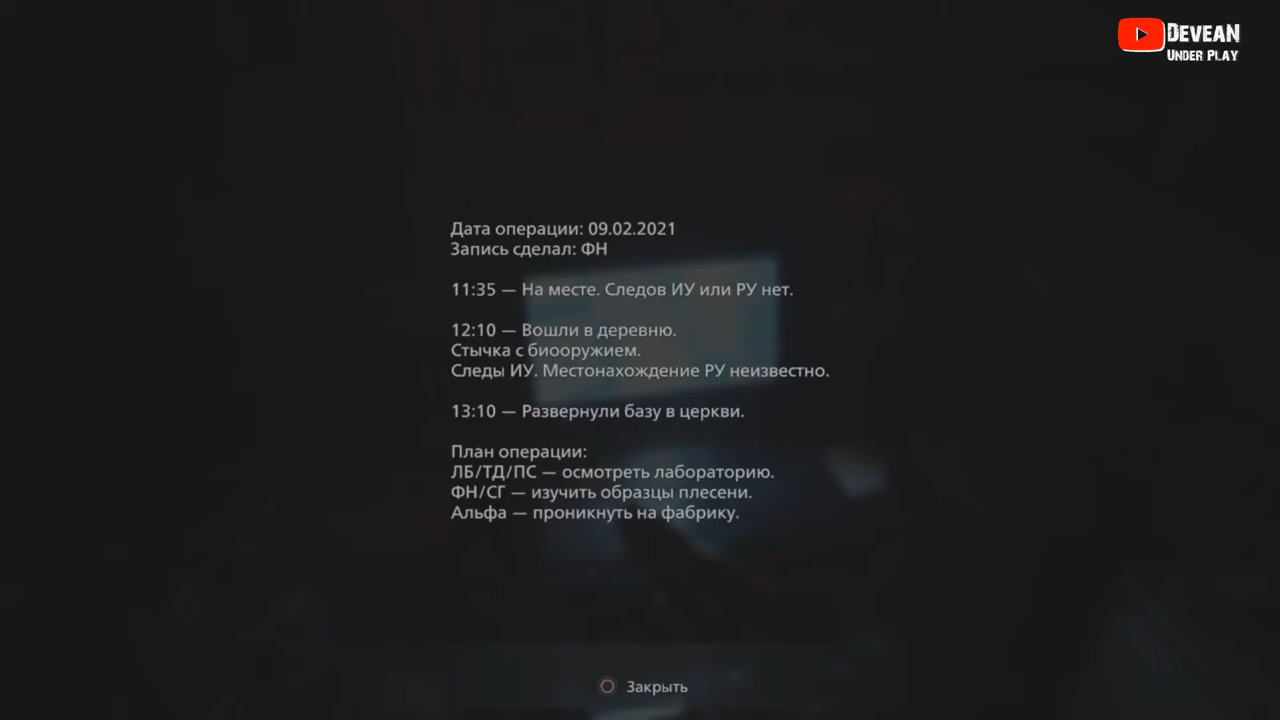 DEVEAN
UNDER PLAY
Дата операции: 09.02.2021
Запись сделал: ФН
11:35 — На месте. Следов ИУ или РУ нет.
12:10 — Вошли в деревню.
Стычка с биооружием.
Следы ИУ. Местонахождение РУ неизвестно.
13:10 — Развернули базу в церкви.
План операции:
ЛБ/ТД/ПС — осмотреть лабораторию.
ФН/СГ — изучить образцы плесени.
Альфа — проникнуть на фабрику.
Закрыть